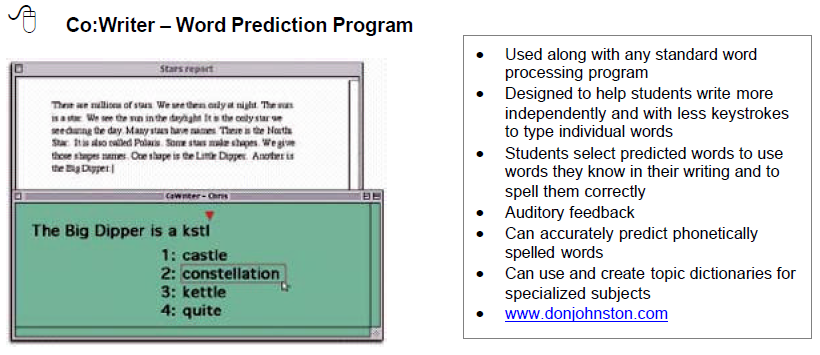 Co:Writer – Word Prediction Program
Stars report
There are millions of stars. We see them only at night. The sun
is a star. We see the sun in the daylight It is the only star we
see during the day. Many stars have names. There is the North
Star. It is also called Polaris. Some stars make shapes. We give
those shapes names. One shape is the Little Dipper. Another is
the Big Dipper.
CoWriter - Chris
The Big Dipper is a kstl
1: castle
2: constellation
3: kettle
4: quite
• Used along with any standard word
processing program
• Designed to help students write more
independently and with less keystrokes
to type individual words
• Students select predicted words to use
words they know in their writing and to
spell them correctly
• Auditory feedback
• Can accurately predict phonetically
spelled words
• Can use and create topic dictionaries for
specialized subjects
• www.donjohnston.com